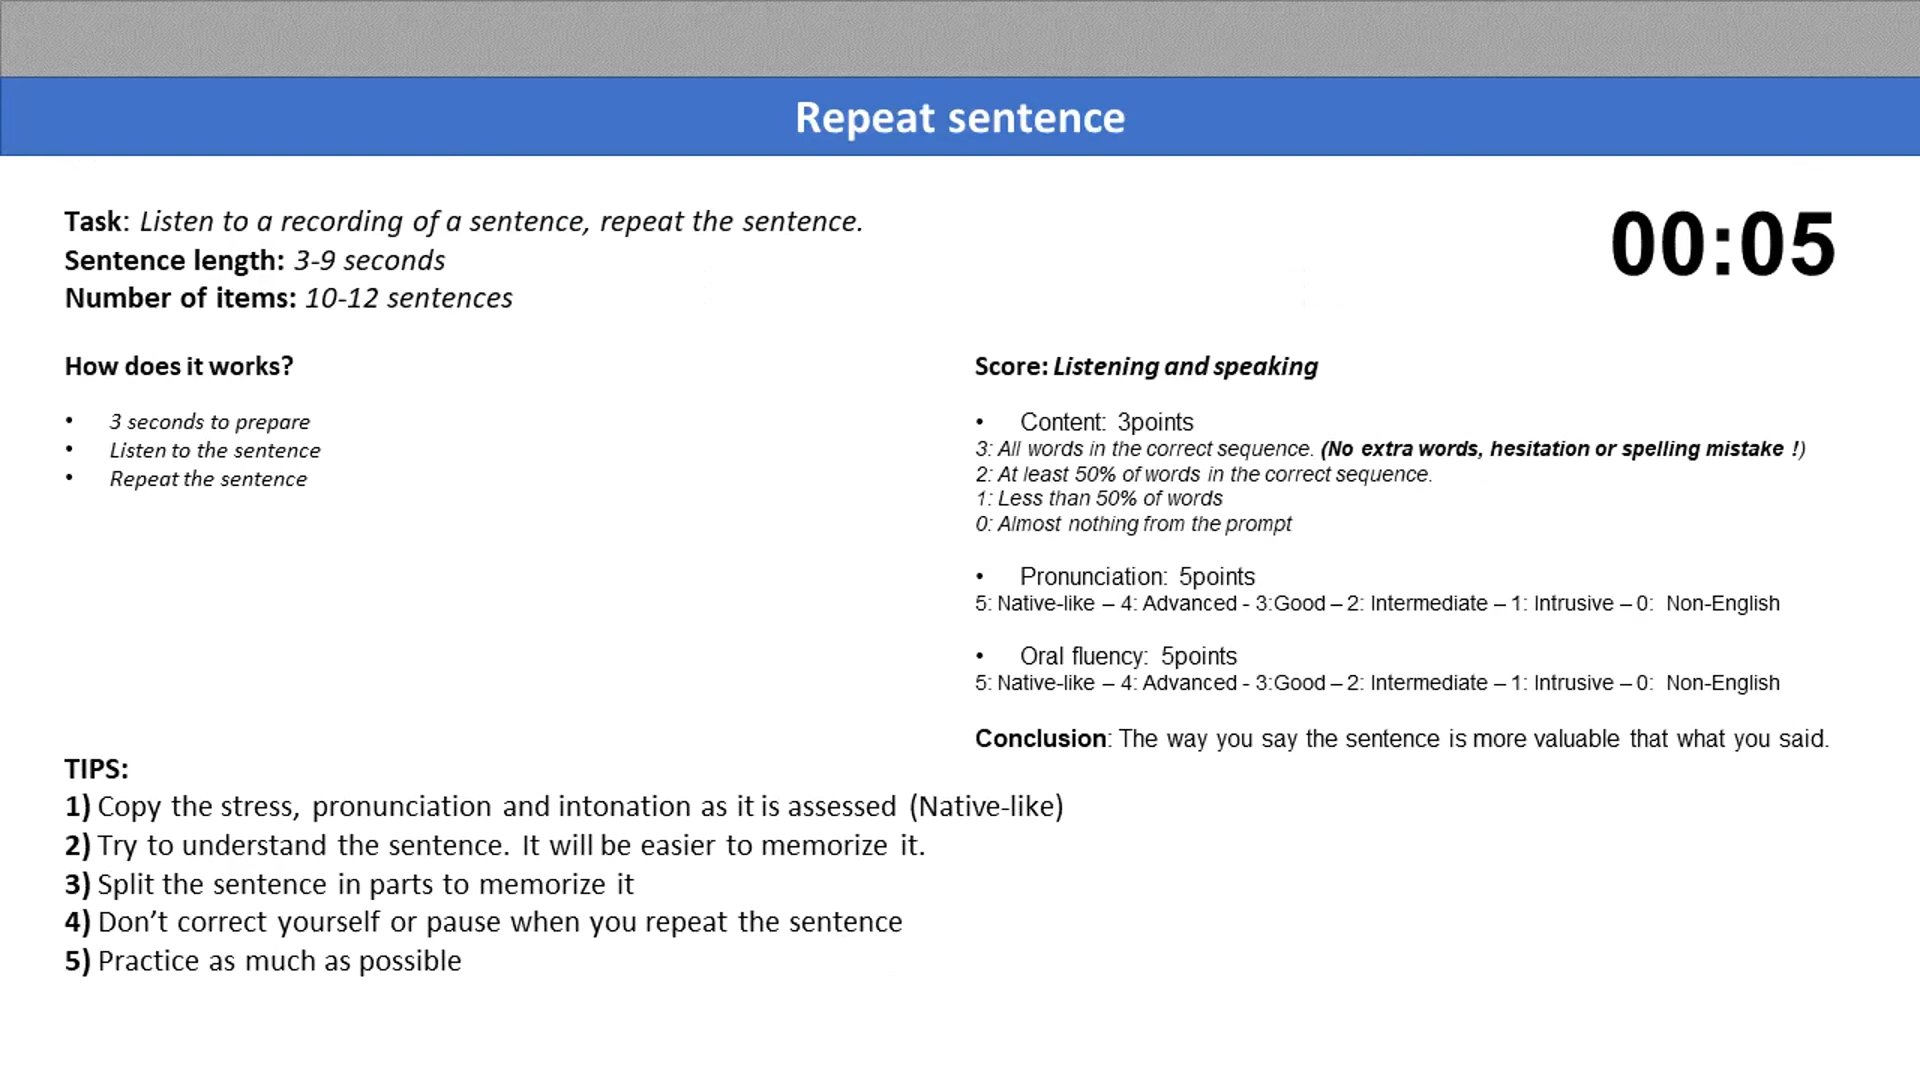 Repeat sentence
Task: Listen to a recording of a sentence, repeat the sentence.
Sentence length: 3-9 seconds
Number of items: 10-12 sentences
00:05
How does it works?
• 3 seconds to prepare
• Listen to the sentence
• Repeat the sentence
Score: Listening and speaking
• Content: 3points
3: All words in the correct sequence. (No extra words, hesitation or spelling mistake !)
2: At least 50% of words in the correct sequence.
1: Less than 50% of words
0: Almost nothing from the prompt
• Pronunciation: 5points
5: Native-like – 4: Advanced - 3:Good – 2: Intermediate – 1: Intrusive – 0: Non-English
• Oral fluency: 5points
5: Native-like – 4: Advanced - 3:Good – 2: Intermediate – 1: Intrusive – 0: Non-English
Conclusion: The way you say the sentence is more valuable that what you said.
TIPS:
1) Copy the stress, pronunciation and intonation as it is assessed (Native-like)
2) Try to understand the sentence. It will be easier to memorize it.
3) Split the sentence in parts to memorize it
4) Don’t correct yourself or pause when you repeat the sentence
5) Practice as much as possible